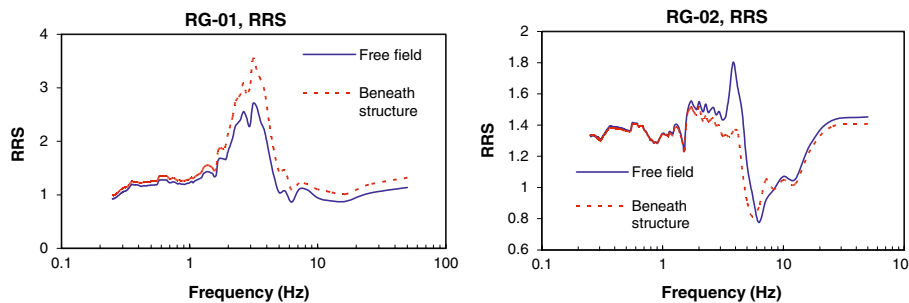 RG-01, RRS
4
3
2
1
0
0.1
1
10
100
RRS
Frequency (Hz)
Free field
Beneath
structure
RG-02, RRS
2
1.8
1.6
1.4
1.2
1
0.8
0.6
0.1
1
10
10
RRS
Frequency (Hz)
Free field
Beneath
structure